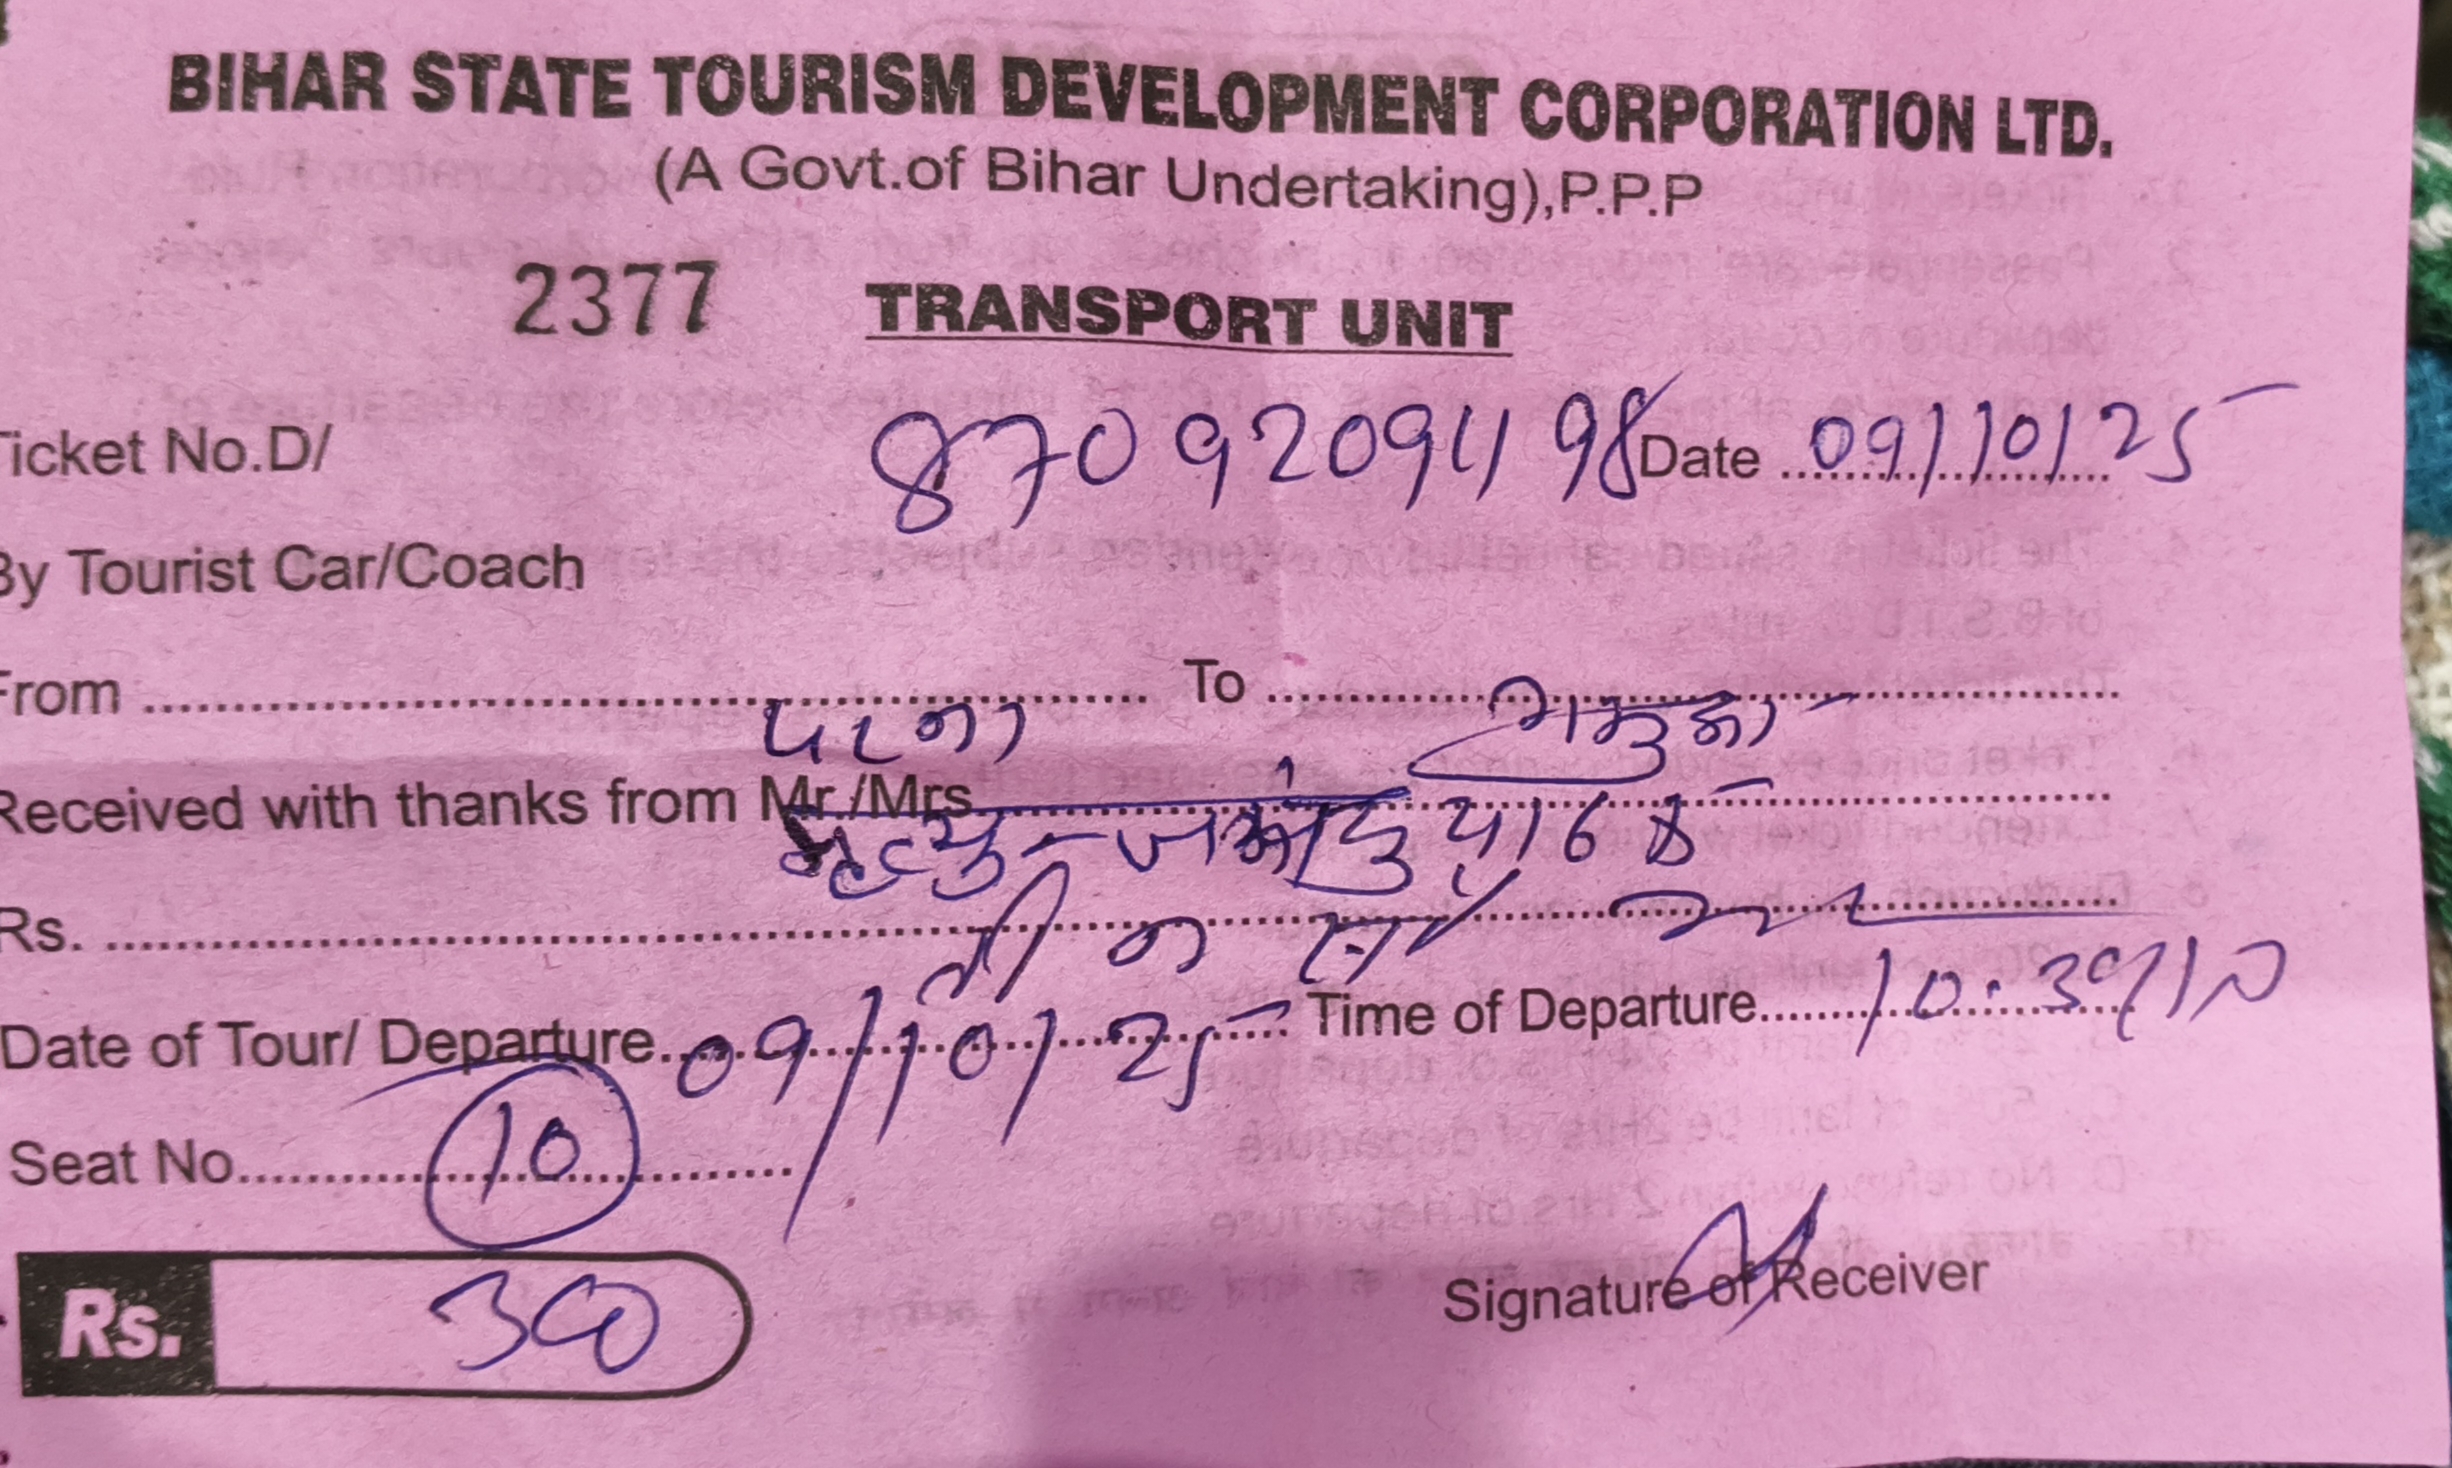 BIHAR STATE TOURISM DEVELOPMENT CORPORATION LTD.
(A Govt.of Bihar Undertaking),P.P.P
2377 TRANSPORT UNIT
Ticket No.D/ 8709209498 Date 09/10/25
By Tourist Car/Coach
From पटना To
Received with thanks from Mr./Mrs
Rs. तीन सौ
Date of Tour/ Departure 09/10/25 Time of Departure 10.30
Seat No. 10
Rs. 300
Signature of Receiver